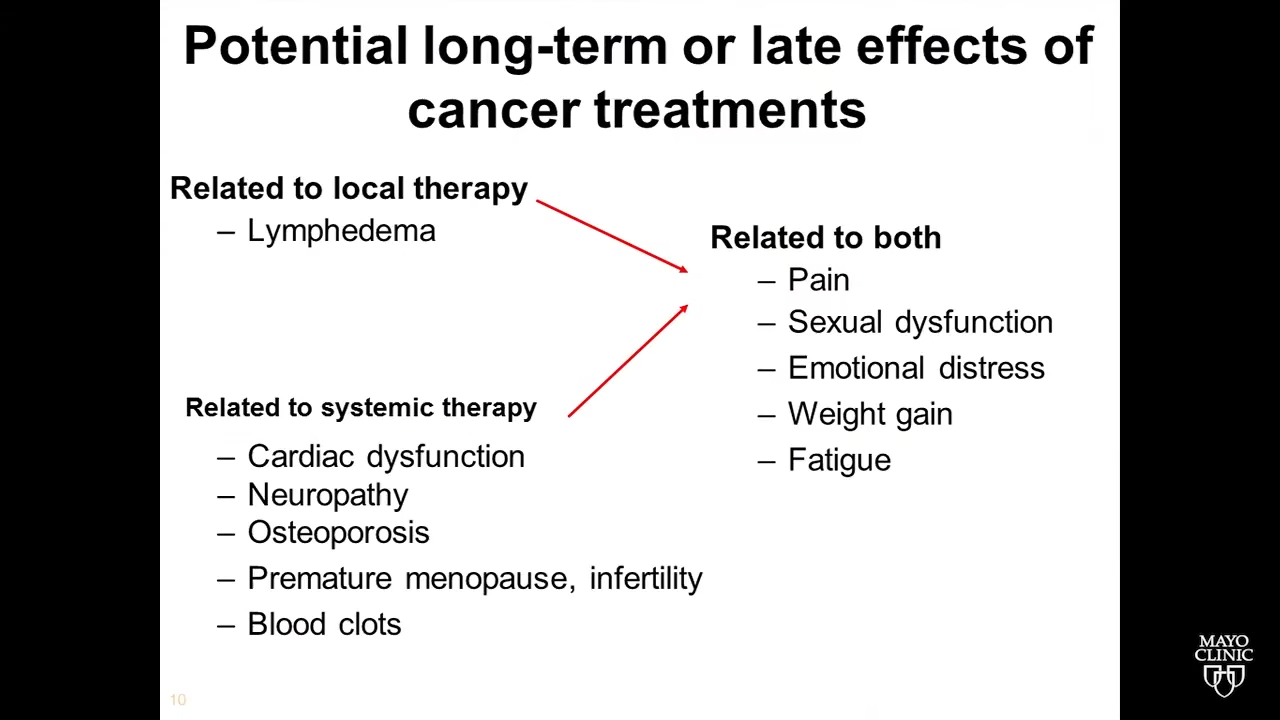 Potential long-term or late effects of
cancer treatments
Related to local therapy
– Lymphedema
Related to systemic therapy
– Cardiac dysfunction
– Neuropathy
– Osteoporosis
– Premature menopause, infertility
– Blood clots
Related to both
– Pain
– Sexual dysfunction
– Emotional distress
– Weight gain
– Fatigue
10
MAYO
CLINIC